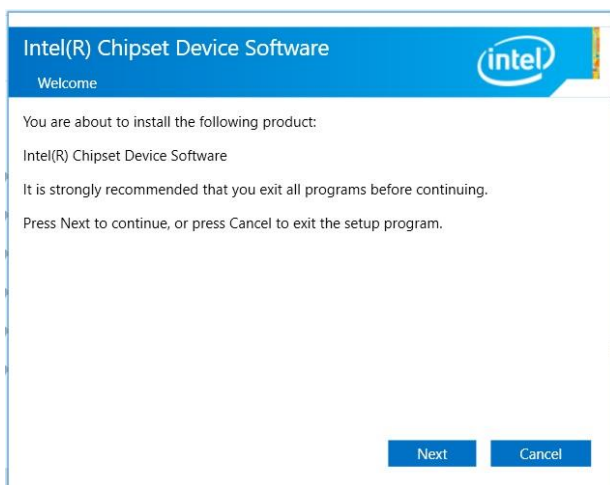 Intel(R) Chipset Device Software
intel
Welcome
You are about to install the following product:
Intel(R) Chipset Device Software
It is strongly recommended that you exit all programs before continuing.
Press Next to continue, or press Cancel to exit the setup program.
Next
Cancel